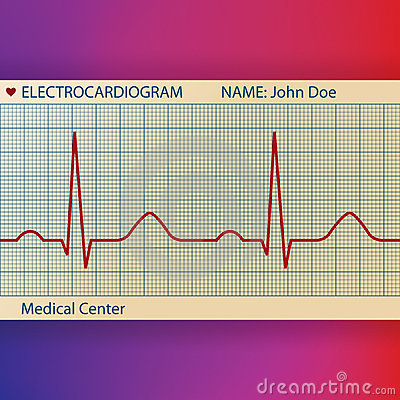 ELECTROCARDIOGRAM NAME: John Doe
Medical Center
dreamstime.com